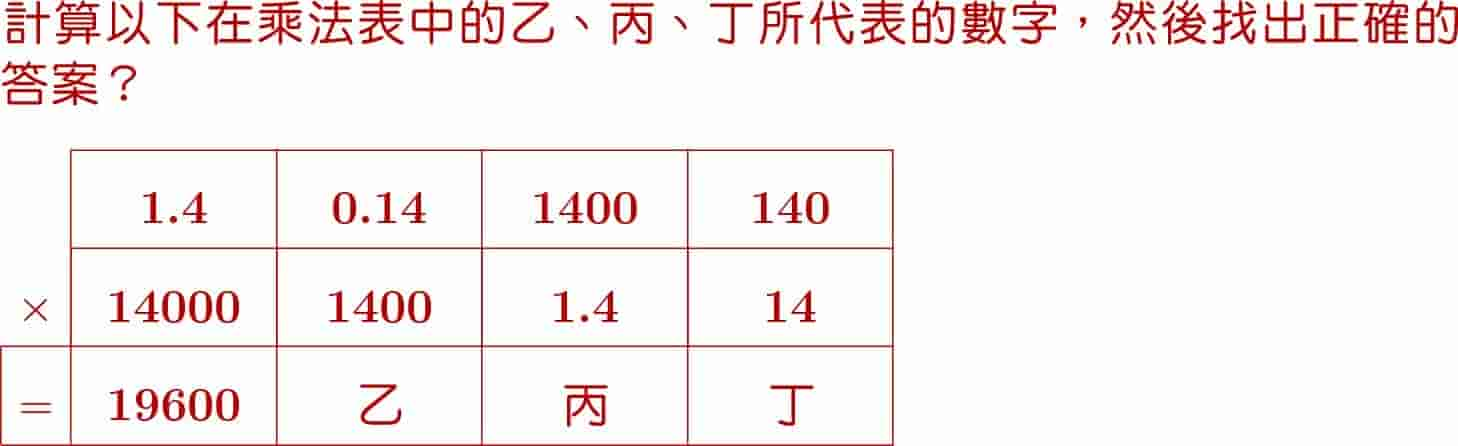 計算以下在乘法表中的乙、丙、丁所代表的數字，然後找出正確的
答案？
1.4 0.14 1400 140
× 14000 1400 1.4 14
= 19600 乙 丙 丁